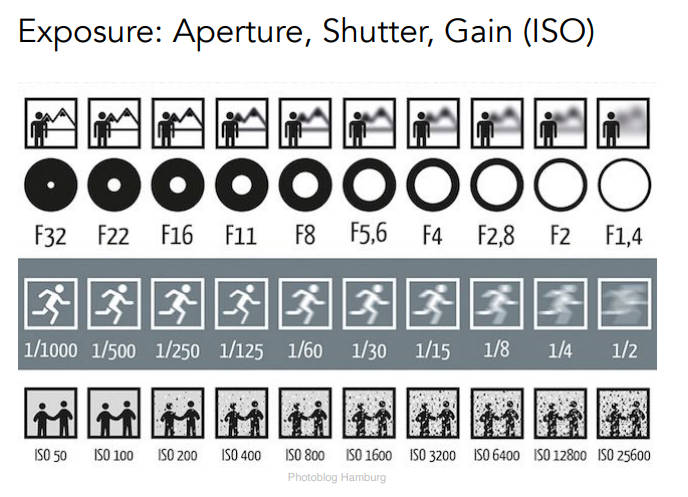 Exposure: Aperture, Shutter, Gain (ISO)
F32 F22 F16 F11 F8 F5,6 F4 F2,8 F2 F1,4
1/1000 1/500 1/250 1/125 1/60 1/30 1/15 1/8 1/4 1/2
ISO 50 ISO 100 ISO 200 ISO 400 ISO 800 ISO 1600 ISO 3200 ISO 6400 ISO 12800 ISO 25600
Photoblog Hamburg